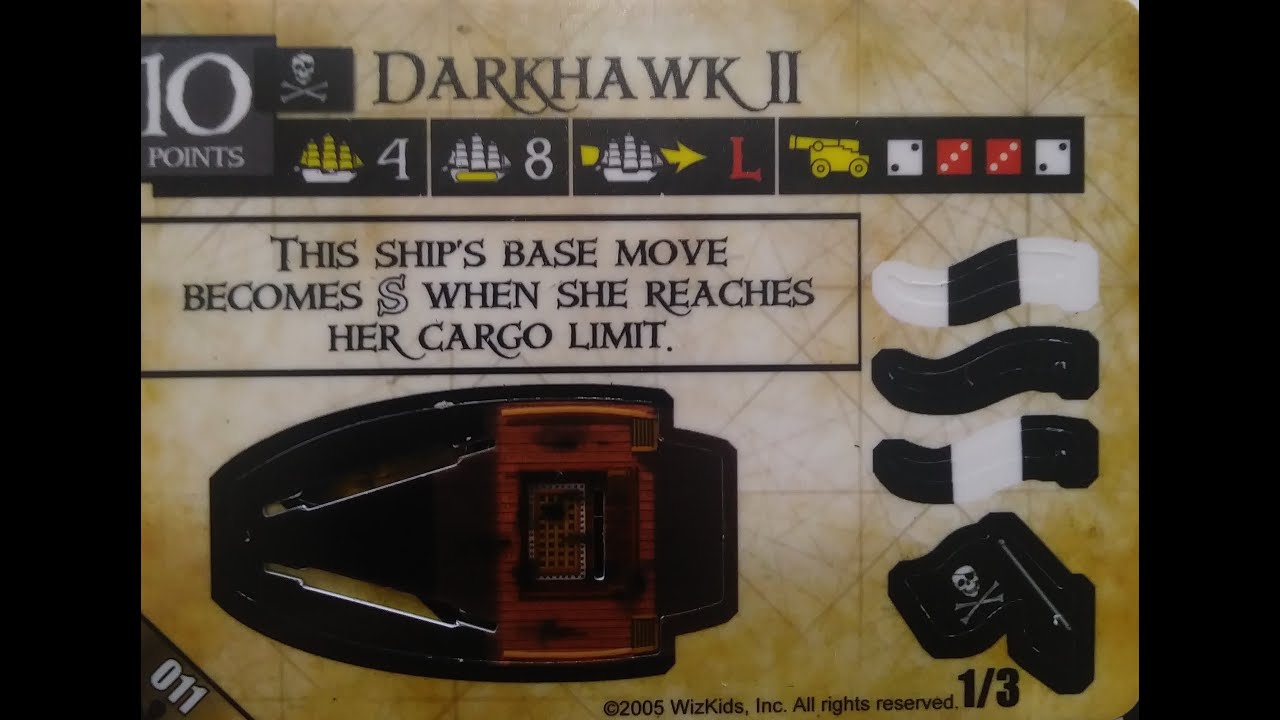 10
POINTS
DARKHAWK II
4
8
L
THIS SHIP'S BASE MOVE
BECOMES S WHEN SHE REACHES
HER CARGO LIMIT.
011
©2005 WizKids, Inc. All rights reserved.
1/3